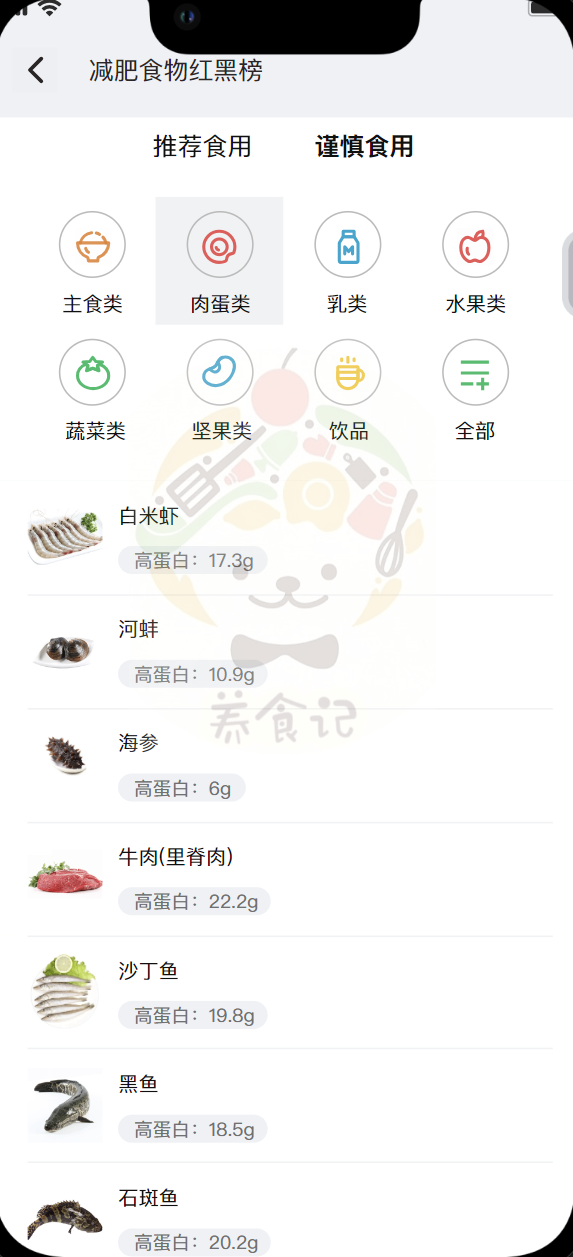 减肥食物红黑榜
推荐食用 谨慎食用
主食类 肉蛋类 乳类 水果类
M
蔬菜类 坚果类 饮品 全部
白米虾
高蛋白：17.3g
河蚌
高蛋白：10.9g
养食记
海参
高蛋白：6g
牛肉(里脊肉)
高蛋白：22.2g
沙丁鱼
高蛋白：19.8g
黑鱼
高蛋白：18.5g
石斑鱼
高蛋白：20.2g